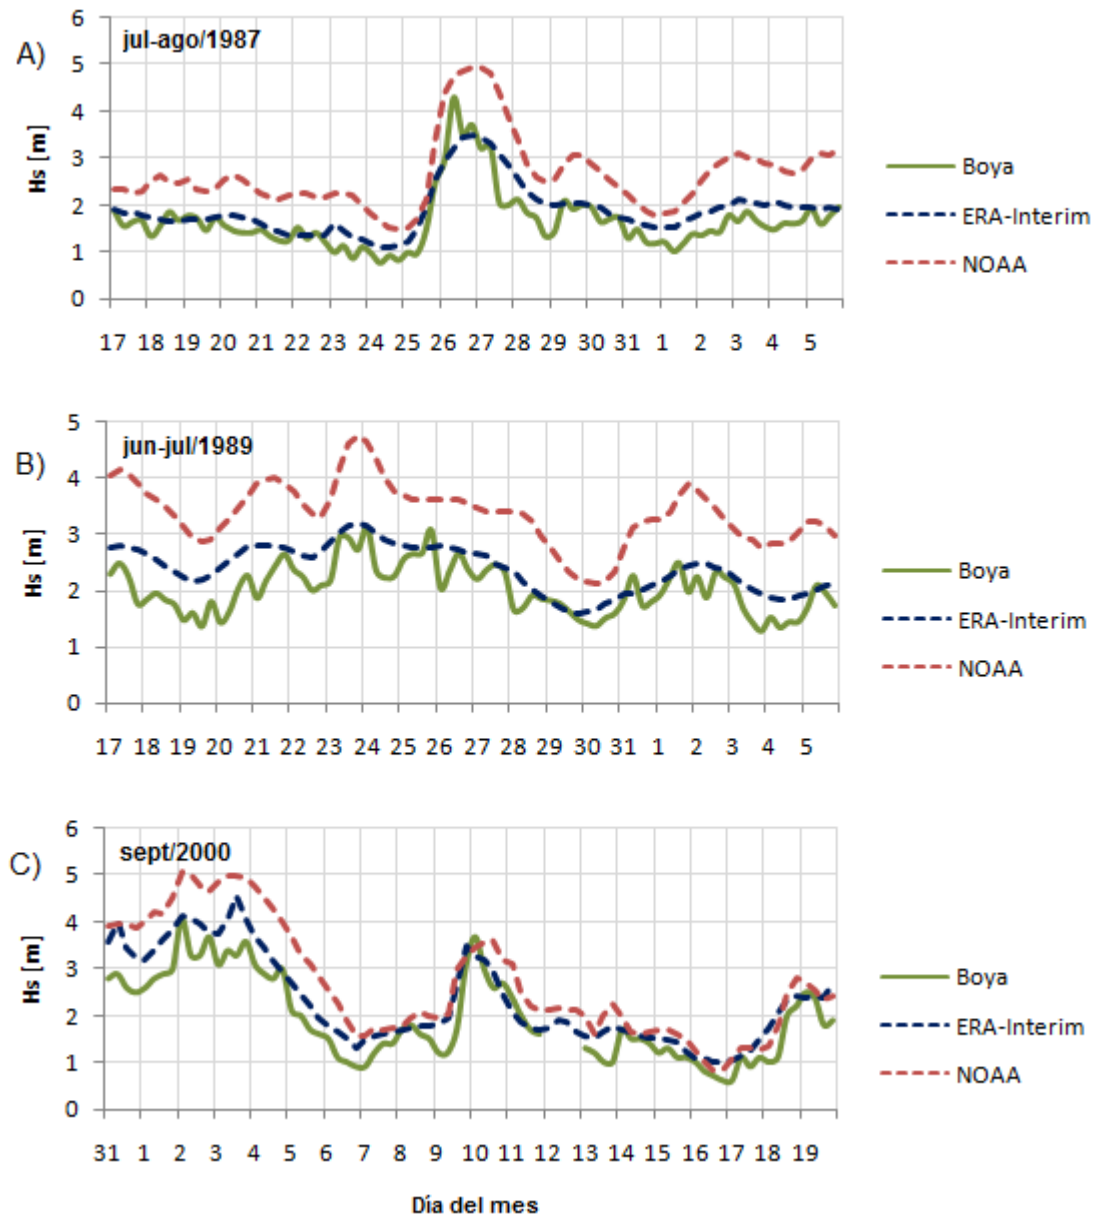 A)
jul-ago/1987
Hs [m]
6
5
4
3
2
1
0
17 18 19 20 21 22 23 24 25 26 27 28 29 30 31 1 2 3 4 5
Boya
ERA-Interim
NOAA
B)
jun-jul/1989
Hs [m]
5
4
3
2
1
0
17 18 19 20 21 22 23 24 25 26 27 28 29 30 31 1 2 3 4 5
Boya
ERA-Interim
NOAA
C)
sept/2000
Hs [m]
6
5
4
3
2
1
0
31 1 2 3 4 5 6 7 8 9 10 11 12 13 14 15 16 17 18 19
Día del mes
Boya
ERA-Interim
NOAA